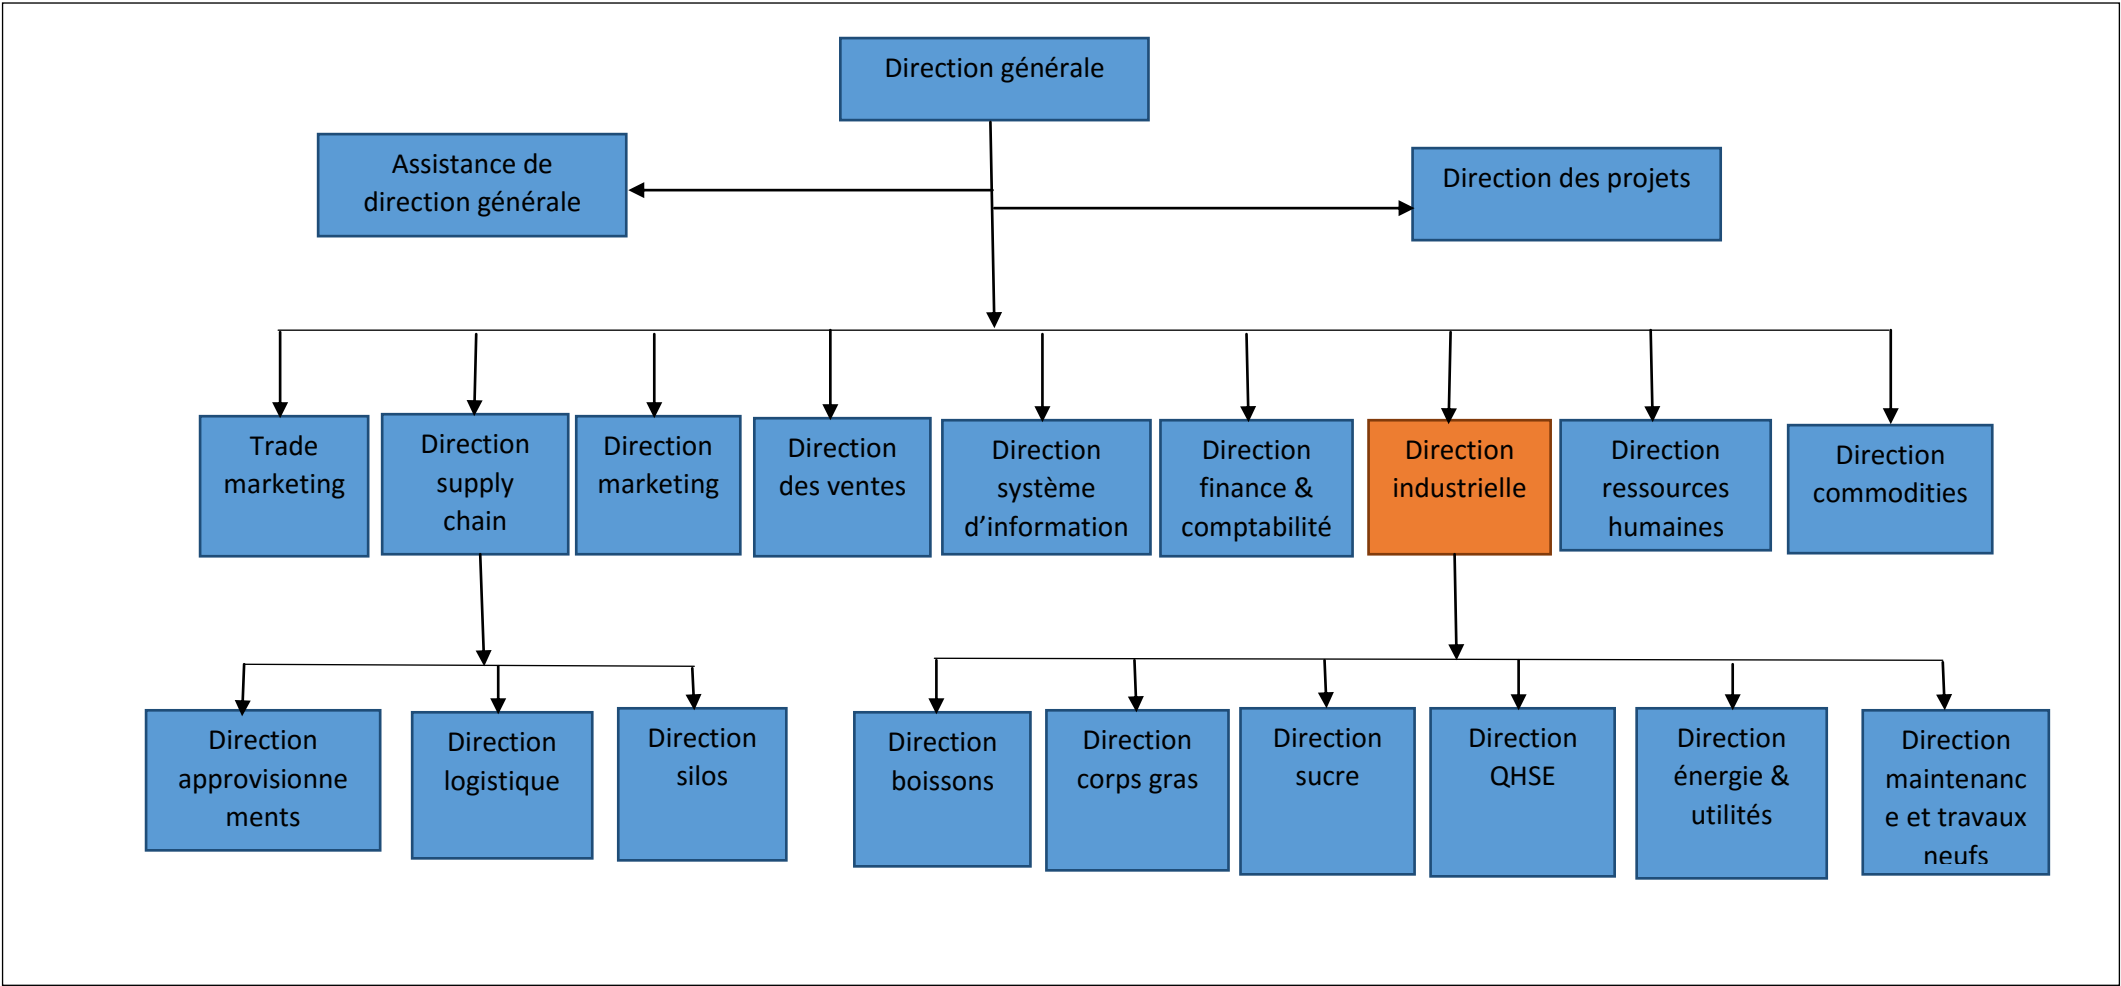 Direction générale
Assistance de
direction générale
Direction des projets
Trade
marketing
Direction
supply
chain
Direction
marketing
Direction
des ventes
Direction
système
d’information
Direction
finance &
comptabilité
Direction
industrielle
Direction
ressources
humaines
Direction
commodities
Direction
approvisionne
ments
Direction
logistique
Direction
silos
Direction
boissons
Direction
corps gras
Direction
sucre
Direction
QHSE
Direction
énergie &
utilités
Direction
maintenanc
e et travaux
neufs